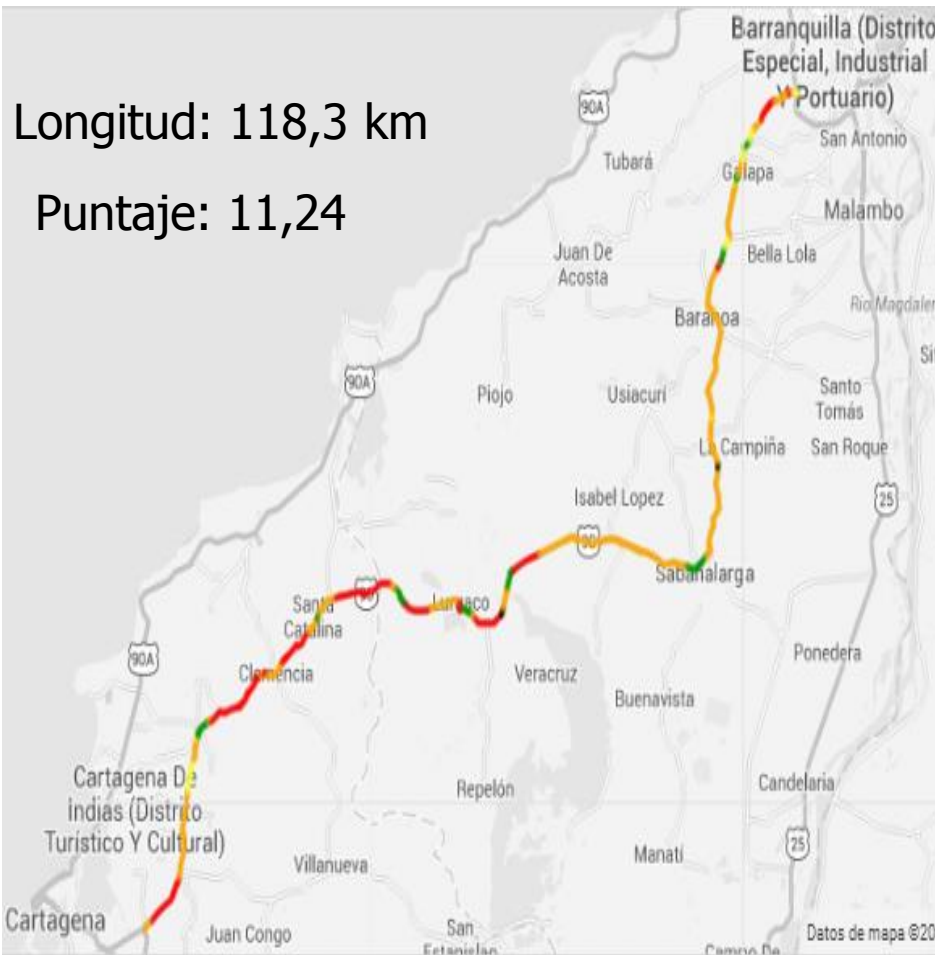 Longitud: 118,3 km
Puntaje: 11,24
Barranquilla (Distrito
Especial, Industrial
Y Portuario)
90A
San Antonio
Tubará
Galapa
Malambo
Juan De
Acosta
Bella Lola
Baranoa
90A
Piojo
Usiacurí
Santo
Tomás
La Campiña
San Roque
Isabel Lopez
25
90
Sabanalarga
Santa
Catalina
90
Luruaco
90A
Clemencia
Veracruz
Ponedera
Buenavista
Cartagena De
Indias (Distrito
Turístico Y Cultural)
Repelón
Candelaria
Villanueva
Manatí
25
Cartagena
Juan Congo
San
Datos de mapa ©20